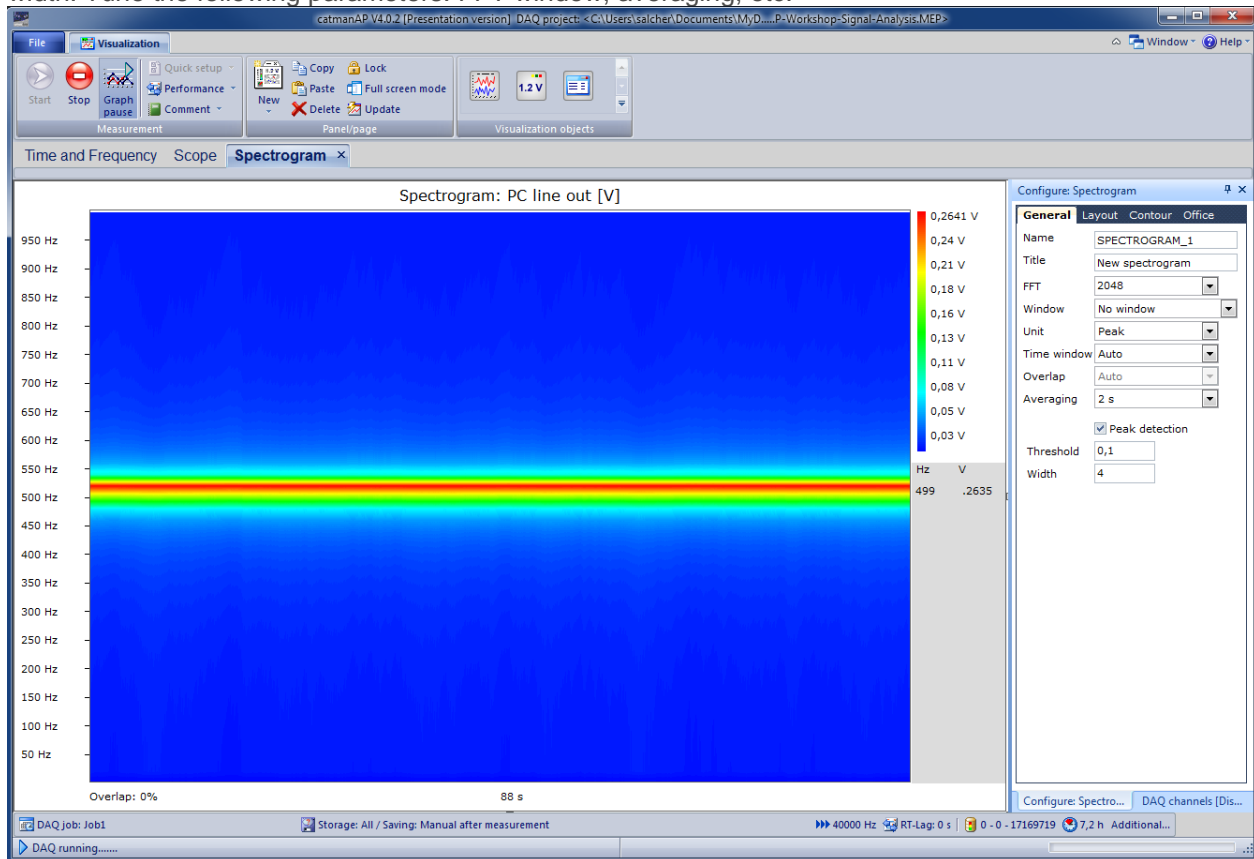 catmanAP V4.0.2 [Presentation version] DAQ project: <C:\Users\salcher\Documents\MyD.....P-Workshop-Signal-Analysis.MEP>
File Visualization Window Help
Start Stop Graph pause
Quick setup
Performance
Comment
New
Copy
Paste
Delete
Lock
Full screen mode
Update
1.2 V
Measurement Panel/page Visualization objects
Time and Frequency Scope Spectrogram ×
Spectrogram: PC line out [V]
950 Hz
900 Hz
850 Hz
800 Hz
750 Hz
700 Hz
650 Hz
600 Hz
550 Hz
500 Hz
450 Hz
400 Hz
350 Hz
300 Hz
250 Hz
200 Hz
150 Hz
100 Hz
50 Hz
0,2641 V
0,24 V
0,21 V
0,18 V
0,16 V
0,13 V
0,11 V
0,08 V
0,05 V
0,03 V
Hz V
499 .2635
Overlap: 0% 88 s
Configure: Spectrogram
General Layout Contour Office
Name SPECTROGRAM_1
Title New spectrogram
FFT 2048
Window No window
Unit Peak
Time window Auto
Overlap Auto
Averaging 2 s
Peak detection
Threshold 0,1
Width 4
Configure: Spectro... DAQ channels [Dis...
DAQ job: Job1 Storage: All / Saving: Manual after measurement 40000 Hz RT-Lag: 0 s 0 - 0 - 17169719 7,2 h Additional...
DAQ running.......